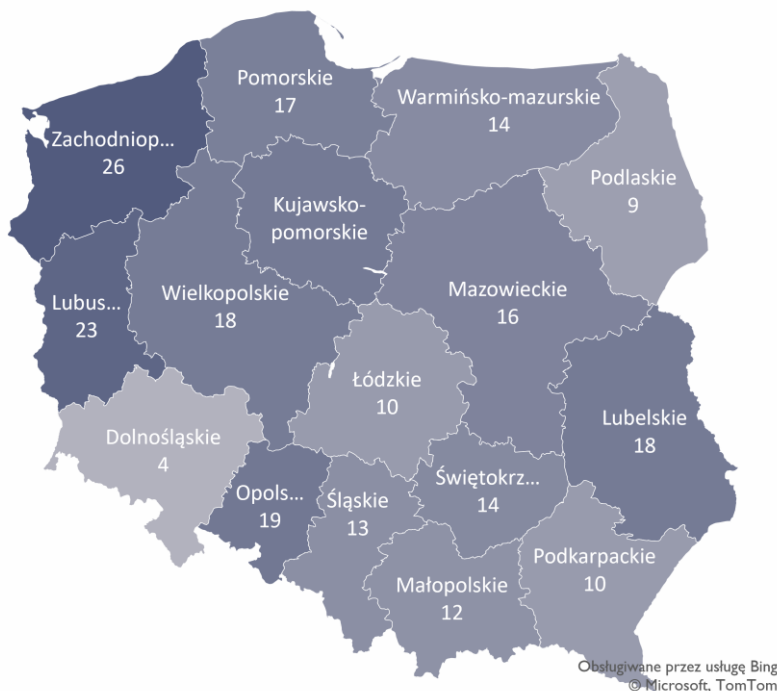 Pomorskie
17
Warmińsko-mazurskie
14
Zachodniop...
26
Podlaskie
9
Kujawsko-
pomorskie
Lubus...
23
Wielkopolskie
18
Mazowieckie
16
Łódzkie
10
Lubelskie
18
Dolnośląskie
4
Opols...
19
Śląskie
13
Świętokrz...
14
Podkarpackie
10
Małopolskie
12
Obsługiwane przez usługę Bing
© Microsoft, TomTom